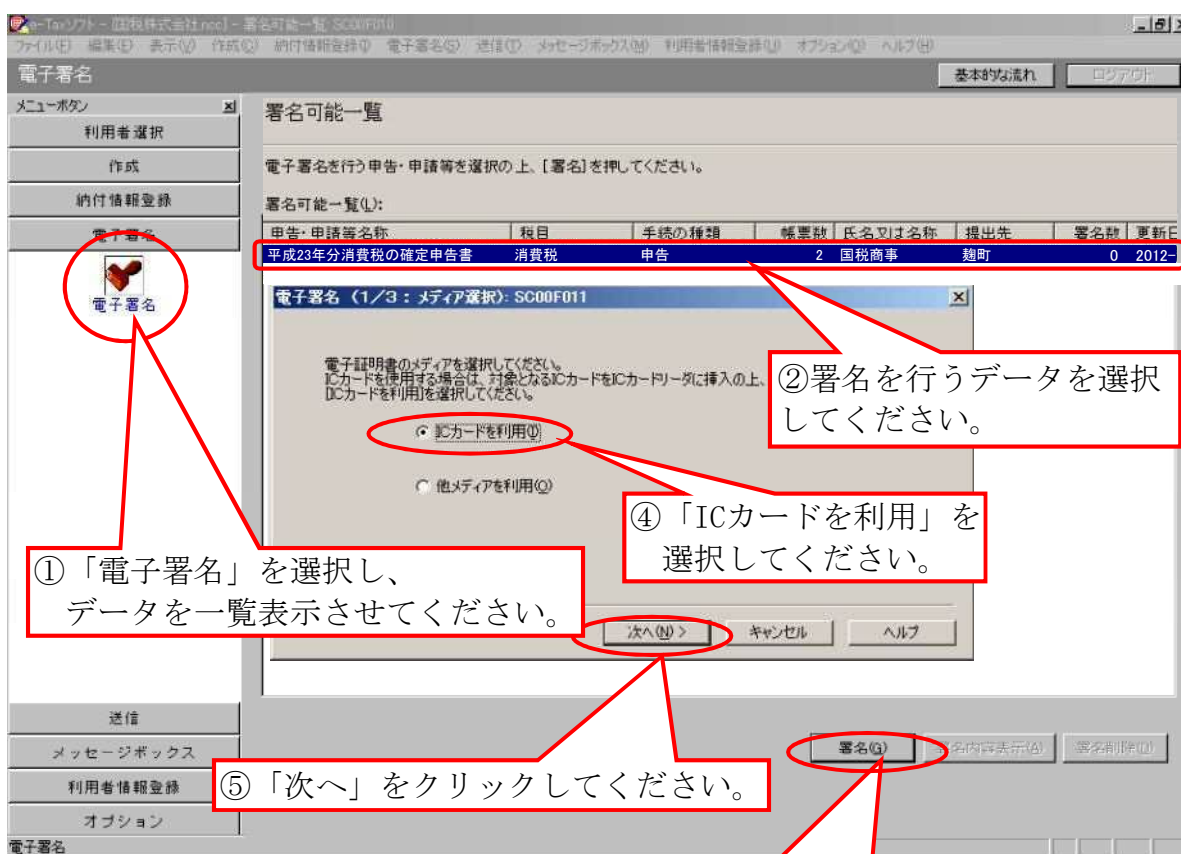 e-Taxソフト - [国税株式会社.ncc] - 署名可能一覧:SC00F010
ファイル(F) 編集(E) 表示(V) 作成(C) 納付情報登録(I) 電子署名(S) 送信(T) メッセージボックス(M) 利用者情報登録(U) オプション(O) ヘルプ(H)
電子署名
基本的な流れ
ログアウト
メニューボタン
利用者選択
作成
納付情報登録
電子署名
電子署名
署名可能一覧
電子署名を行う申告・申請等を選択の上、[署名]を押してください。
署名可能一覧(L):
申告・申請等名称 税目 手続の種類 帳票数 氏名又は名称 提出先 署名数 更新日
平成23年分消費税の確定申告書 消費税 申告 2 国税商事 麹町 0 2012-
電子署名 (1/3:メディア選択):SC00F011
電子証明書のメディアを選択してください。
ICカードを使用する場合は、対象となるICカードをICカードリーダに挿入の上、
[ICカードを利用]を選択してください。
ICカードを利用(I)
他メディアを利用(O)
②署名を行うデータを選択
してください。
④「ICカードを利用」を
選択してください。
①「電子署名」を選択し、
データを一覧表示させてください。
次へ(N) >
キャンセル
ヘルプ
送信
メッセージボックス
利用者情報登録
オプション
署名(G)
署名内容表示(A)
署名削除(D)
⑤「次へ」をクリックしてください。
電子署名